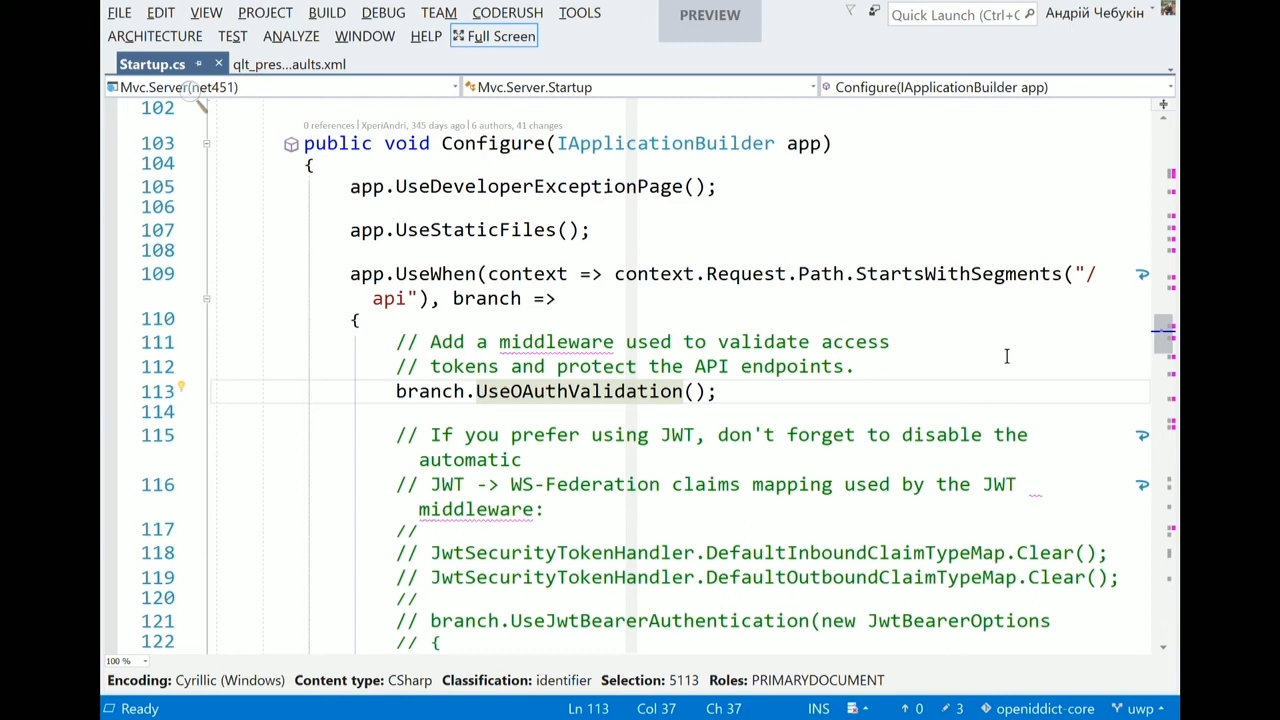 FILE EDIT VIEW PROJECT BUILD DEBUG TEAM CODERUSH TOOLS
PREVIEW
Quick Launch (Ctrl+Q
Андрій Чебукін
ARCHITECTURE TEST ANALYZE WINDOW HELP Full Screen
Startup.cs qlt_pres...aults.xml
Mvc.Server(net451) Mvc.Server.Startup Configure(IApplicationBuilder app)
102
0 references | XperiAndri, 345 days ago | 6 authors, 41 changes
103 public void Configure(IApplicationBuilder app)
104 {
105 app.UseDeveloperExceptionPage();
106
107 app.UseStaticFiles();
108
109 app.UseWhen(context => context.Request.Path.StartsWithSegments("/
api"), branch =>
110 {
111 // Add a middleware used to validate access
112 // tokens and protect the API endpoints.
113 branch.UseOAuthValidation();
114
115 // If you prefer using JWT, don't forget to disable the
automatic
116 // JWT -> WS-Federation claims mapping used by the JWT
middleware:
117 //
118 // JwtSecurityTokenHandler.DefaultInboundClaimTypeMap.Clear();
119 // JwtSecurityTokenHandler.DefaultOutboundClaimTypeMap.Clear();
120 //
121 // branch.UseJwtBearerAuthentication(new JwtBearerOptions
122 // {
100 %
Encoding: Cyrillic (Windows) Content type: CSharp Classification: identifier Selection: 5113 Roles: PRIMARYDOCUMENT
Ready Ln 113 Col 37 Ch 37 INS 0 3 openiddict-core uwp